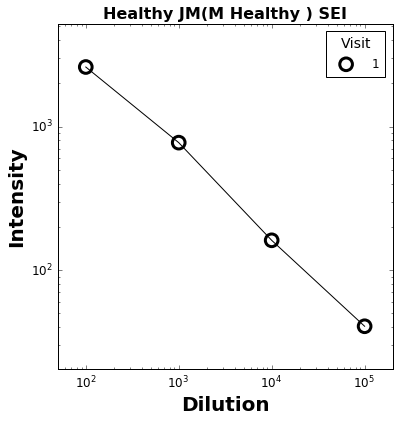 Healthy JM(M Healthy ) SEI
Visit
1
10³
10²
Intensity
10² 10³ 10⁴ 10⁵
Dilution